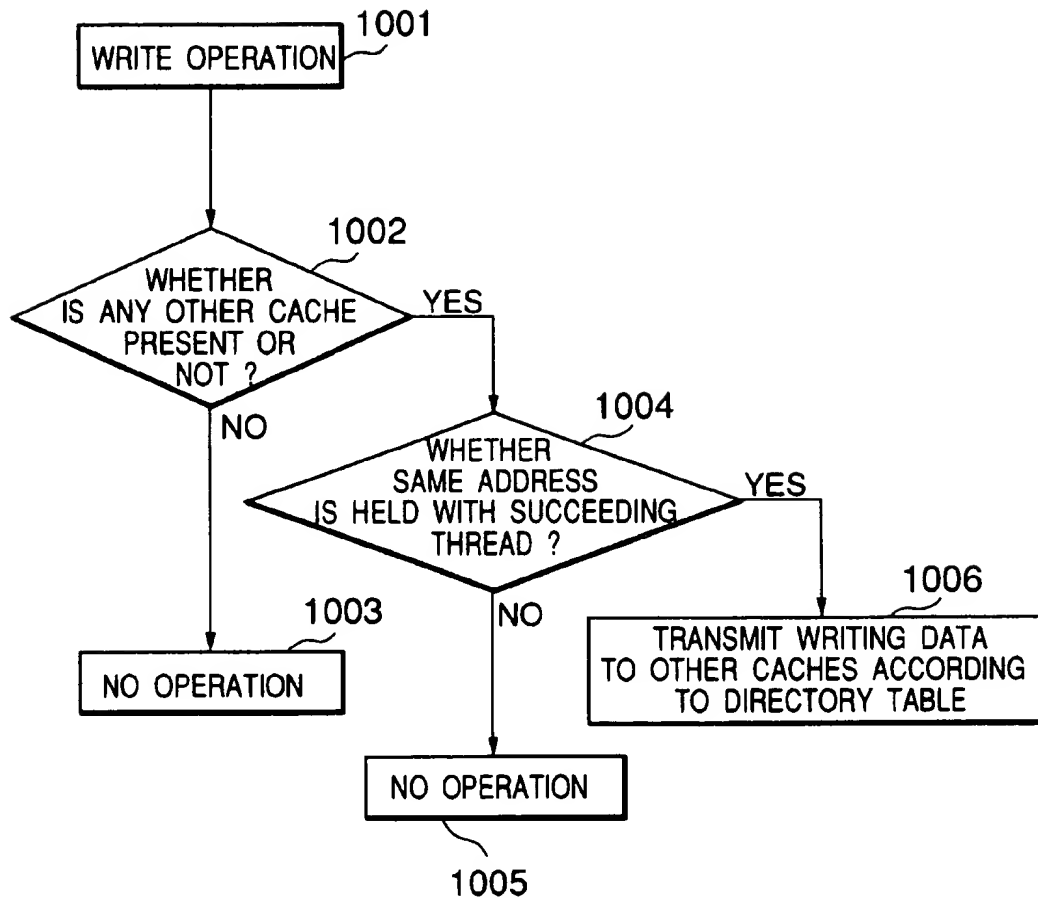 1001
WRITE OPERATION
1002
WHETHER
IS ANY OTHER CACHE
PRESENT OR
NOT ?
YES
NO
1004
WHETHER
SAME ADDRESS
IS HELD WITH SUCCEEDING
THREAD ?
YES
NO
1003
NO OPERATION
1006
TRANSMIT WRITING DATA
TO OTHER CACHES ACCORDING
TO DIRECTORY TABLE
NO OPERATION
1005